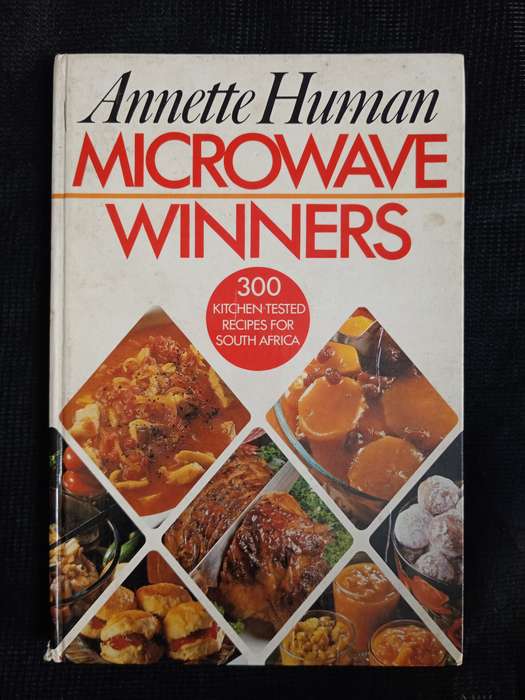 Annette Human
MICROWAVE
WINNERS
300
KITCHEN-TESTED
RECIPES FOR
SOUTH AFRICA